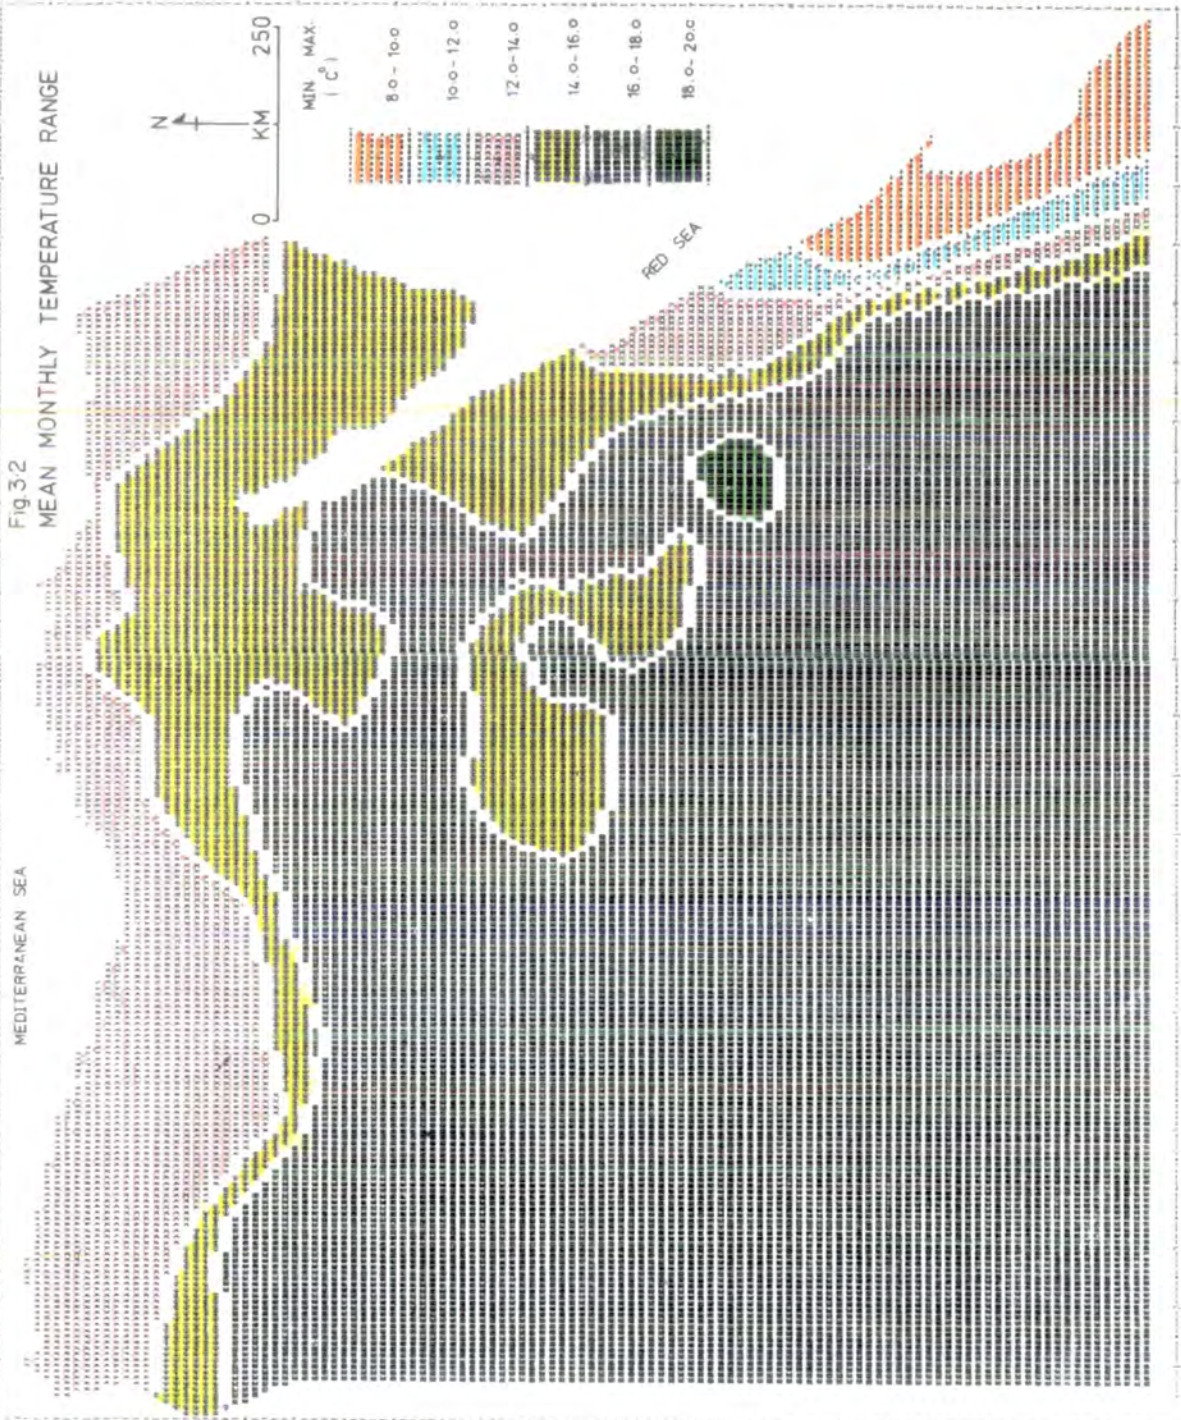 Fig. 3·2
MEAN MONTHLY TEMPERATURE RANGE
MEDITERRANEAN SEA
N
0 KM 250
MIN MAX.
( C° )
8.0 - 10.0
10.0 - 12.0
12.0 - 14.0
14.0 - 16.0
16.0 - 18.0
18.0 - 20.0
RED SEA